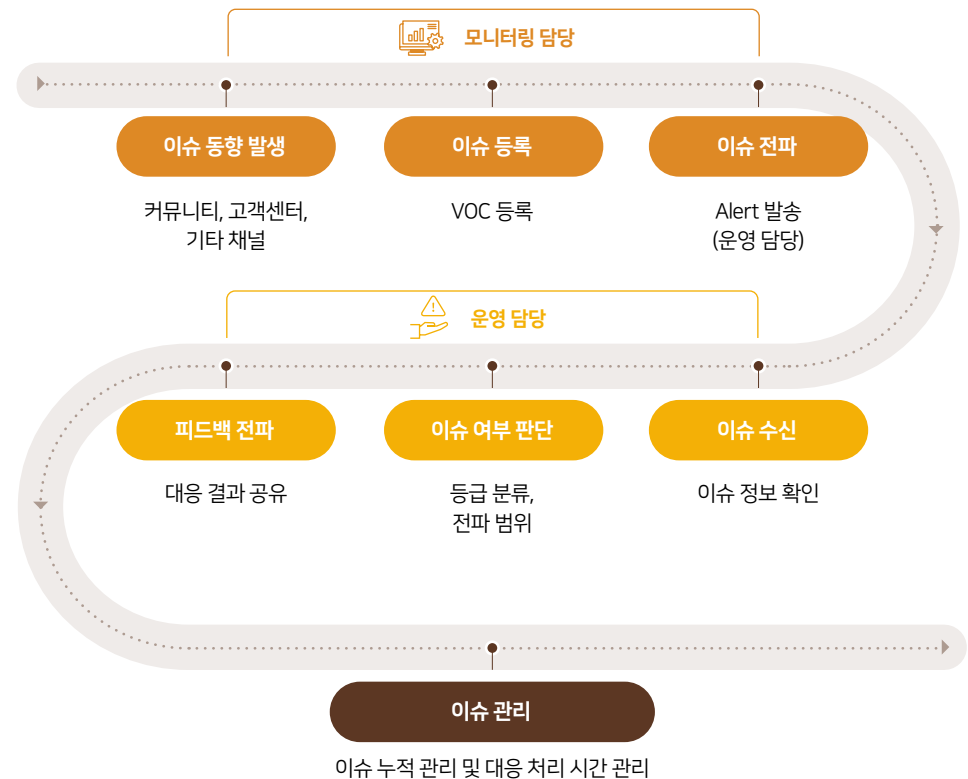 모니터링 담당
이슈 동향 발생
커뮤니티, 고객센터,
기타 채널
이슈 등록
VOC 등록
이슈 전파
Alert 발송
(운영 담당)
운영 담당
피드백 전파
대응 결과 공유
이슈 여부 판단
등급 분류,
전파 범위
이슈 수신
이슈 정보 확인
이슈 관리
이슈 누적 관리 및 대응 처리 시간 관리